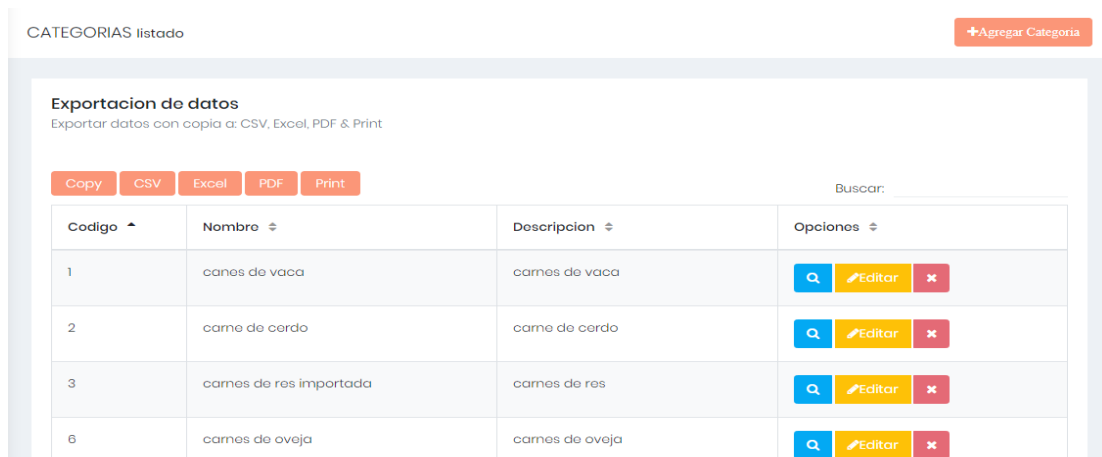 CATEGORIAS listado
+Agregar Categoría
Exportacion de datos
Exportar datos con copia a: CSV, Excel, PDF & Print
Copy CSV Excel PDF Print
Buscar:
Codigo Nombre Descripcion Opciones
1 canes de vaca carnes de vaca Editar
2 carne de cerdo carne de cerdo Editar
3 carnes de res importada carnes de res Editar
6 carnes de oveja carnes de oveja Editar